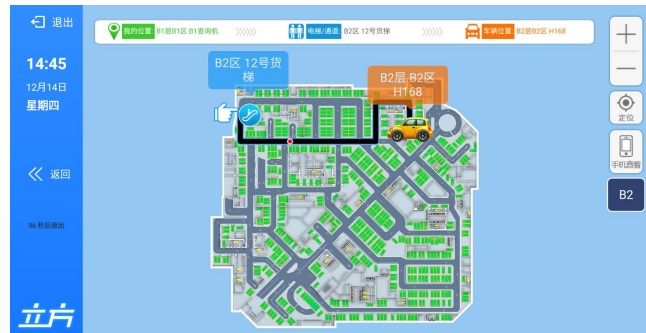 退出
我的位置: B1层B1区 B1查询机
电梯/通道: B2区 12号货梯
车辆位置: B2层B2区 H168
14:45
12月14日
星期四
B2区 12号货
梯
B2层 B2区
H168
定位
手机查看
返回
B2
96 秒后退出
立方